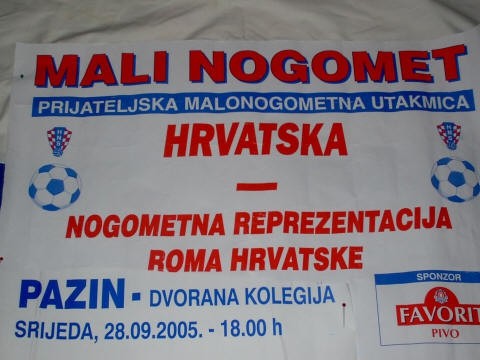 MALI NOGOMET
PRIJATELJSKA MALONOGOMETNA UTAKMICA
HRVATSKA
—
NOGOMETNA REPREZENTACIJA
ROMA HRVATSKE
PAZIN - DVORANA KOLEGIJA
SRIJEDA, 28.09.2005. - 18.00 h
SPONZOR
FAVORIT
PIVO